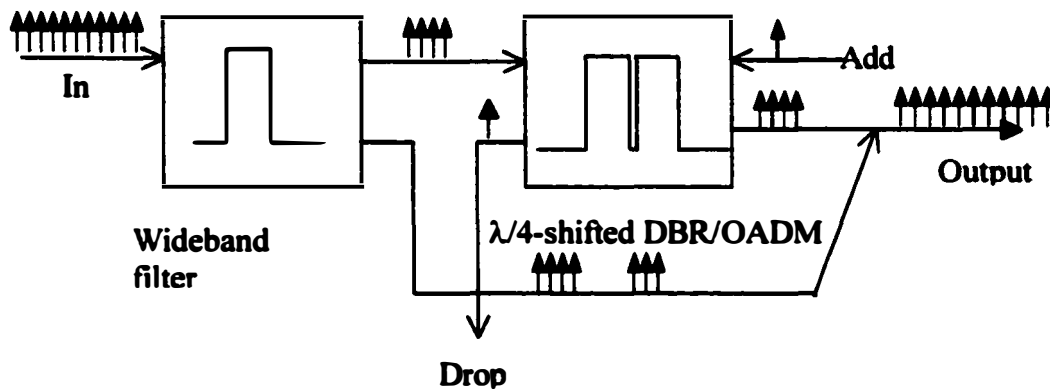 In
Add
Output
λ/4-shifted DBR/OADM
Wideband
filter
Drop